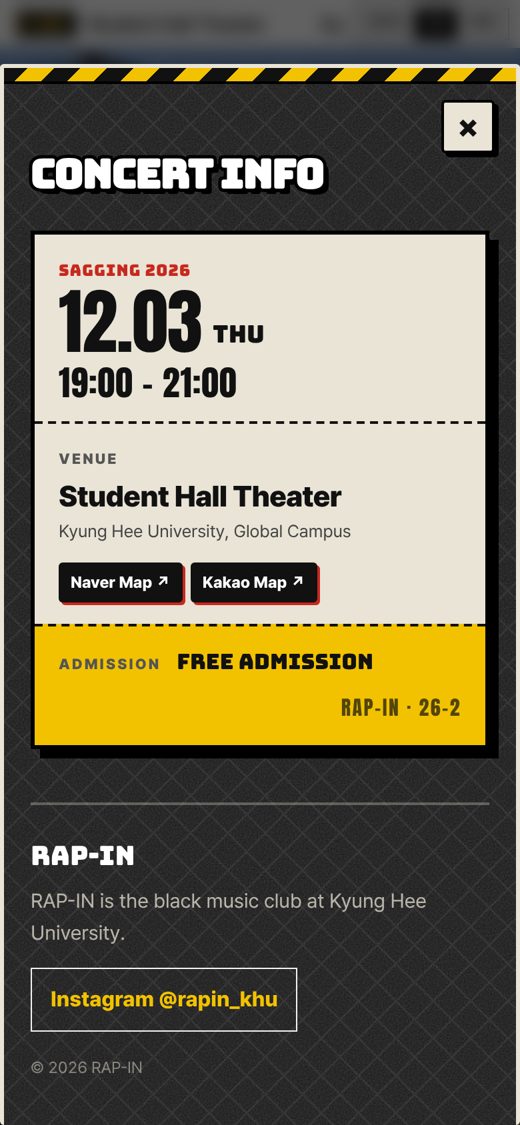 CONCERT INFO
SAGGING 2026
12.03 THU
19:00 - 21:00
VENUE
Student Hall Theater
Kyung Hee University, Global Campus
Naver Map ↗ Kakao Map ↗
ADMISSION FREE ADMISSION
RAP-IN · 26-2
RAP-IN
RAP-IN is the black music club at Kyung Hee
University.
Instagram @rapin_khu
© 2026 RAP-IN